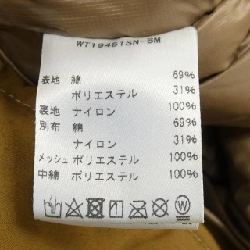 WT19461SN-SM
表地 綿 69%
ポリエステル 31%
裏地 ナイロン 100%
別布 綿 69%
ナイロン 31%
メッシュ ポリエステル 100%
中綿 ポリエステル 100%